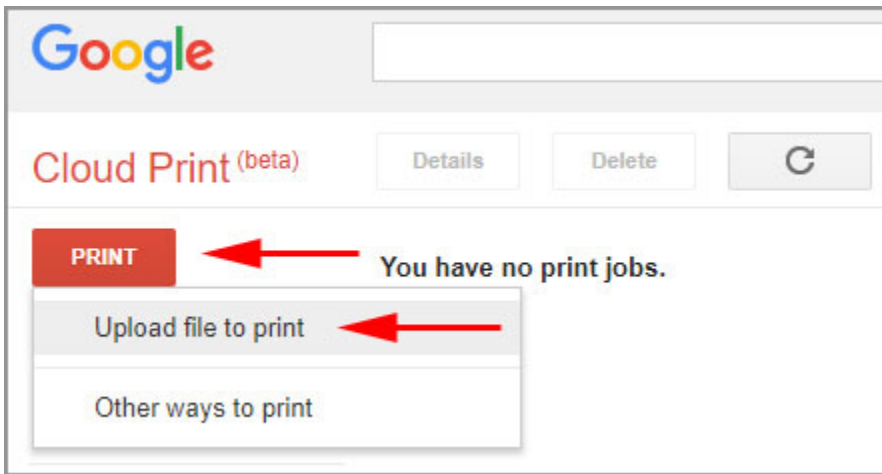 Google
Cloud Print (beta)
Details
Delete
PRINT
You have no print jobs.
Upload file to print
Other ways to print